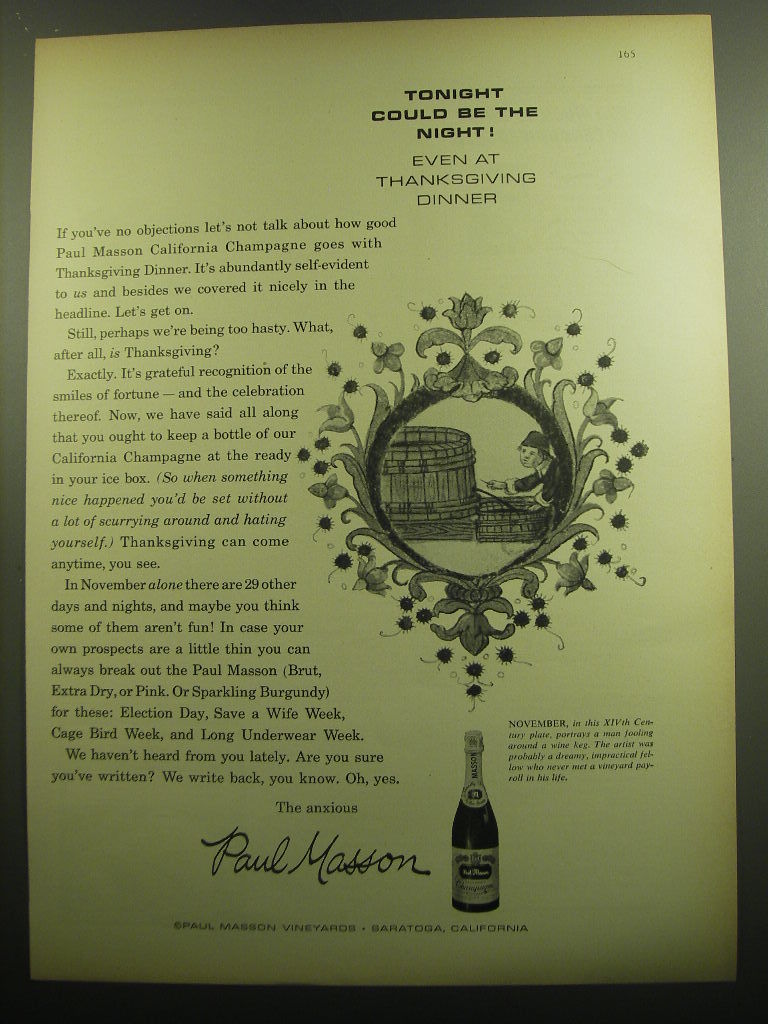 165
TONIGHT
COULD BE THE
NIGHT!
EVEN AT
THANKSGIVING
DINNER
If you've no objections let's not talk about how good
Paul Masson California Champagne goes with
Thanksgiving Dinner. It's abundantly self-evident
to us and besides we covered it nicely in the
headline. Let's get on.
Still, perhaps we're being too hasty. What,
after all, is Thanksgiving?
Exactly. It's grateful recognition of the
smiles of fortune — and the celebration
thereof. Now, we have said all along
that you ought to keep a bottle of our
California Champagne at the ready
in your ice box. (So when something
nice happened you'd be set without
a lot of scurrying around and hating
yourself.) Thanksgiving can come
anytime, you see.
In November alone there are 29 other
days and nights, and maybe you think
some of them aren't fun! In case your
own prospects are a little thin you can
always break out the Paul Masson (Brut,
Extra Dry, or Pink. Or Sparkling Burgundy)
for these: Election Day, Save a Wife Week,
Cage Bird Week, and Long Underwear Week.
We haven't heard from you lately. Are you sure
you've written? We write back, you know. Oh, yes.
The anxious
Paul Masson
NOVEMBER, in this XIVth Cen-
tury plate, portrays a man fooling
around a wine keg. The artist was
probably a dreamy, impractical fel-
low who never met a vineyard pay-
roll in his life.
MASSON
Paul Masson
Champagne
©PAUL MASSON VINEYARDS • SARATOGA, CALIFORNIA